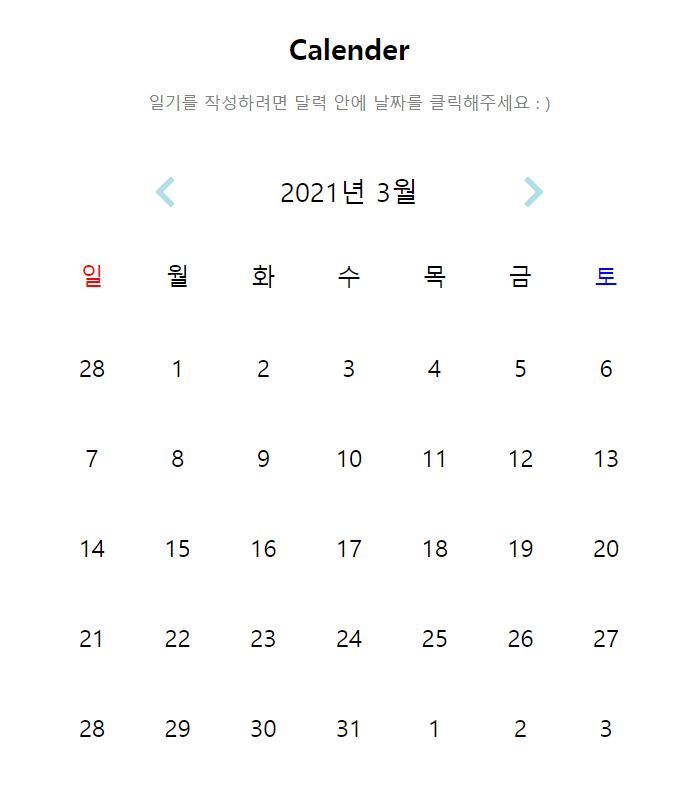 Calender
일기를 작성하려면 달력 안에 날짜를 클릭해주세요 : )
2021년 3월
일 월 화 수 목 금 토
28 1 2 3 4 5 6
7 8 9 10 11 12 13
14 15 16 17 18 19 20
21 22 23 24 25 26 27
28 29 30 31 1 2 3